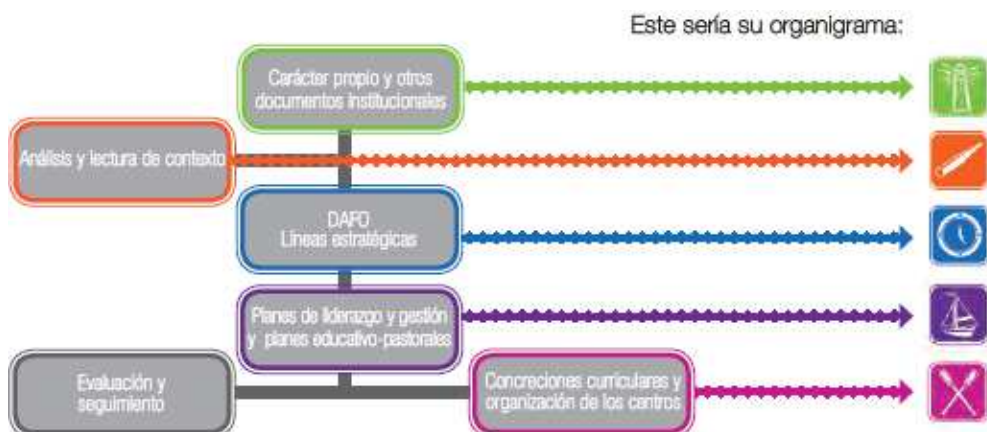 Este sería su organigrama:
Carácter propio y otros
documentos institucionales
Análisis y lectura de contexto
DAFO
Líneas estratégicas
Planes de liderazgo y gestión
y planes educativo-pastorales
Evaluación y
seguimiento
Concreciones curriculares y
organización de los centros